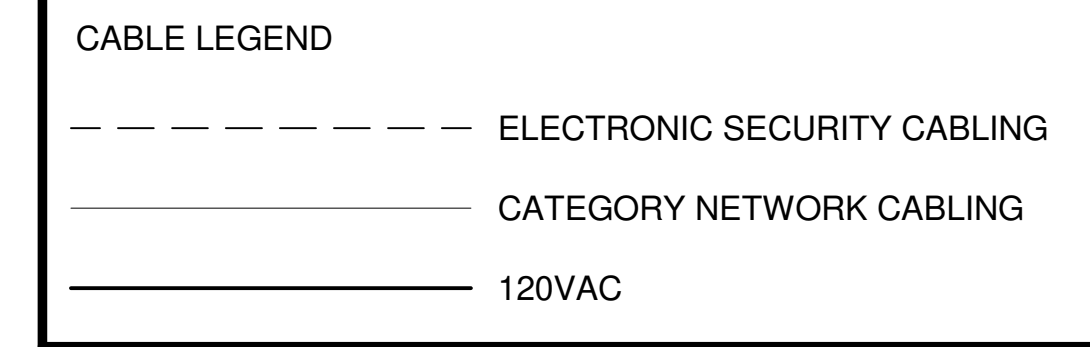 CABLE LEGEND
ELECTRONIC SECURITY CABLING
CATEGORY NETWORK CABLING
120VAC